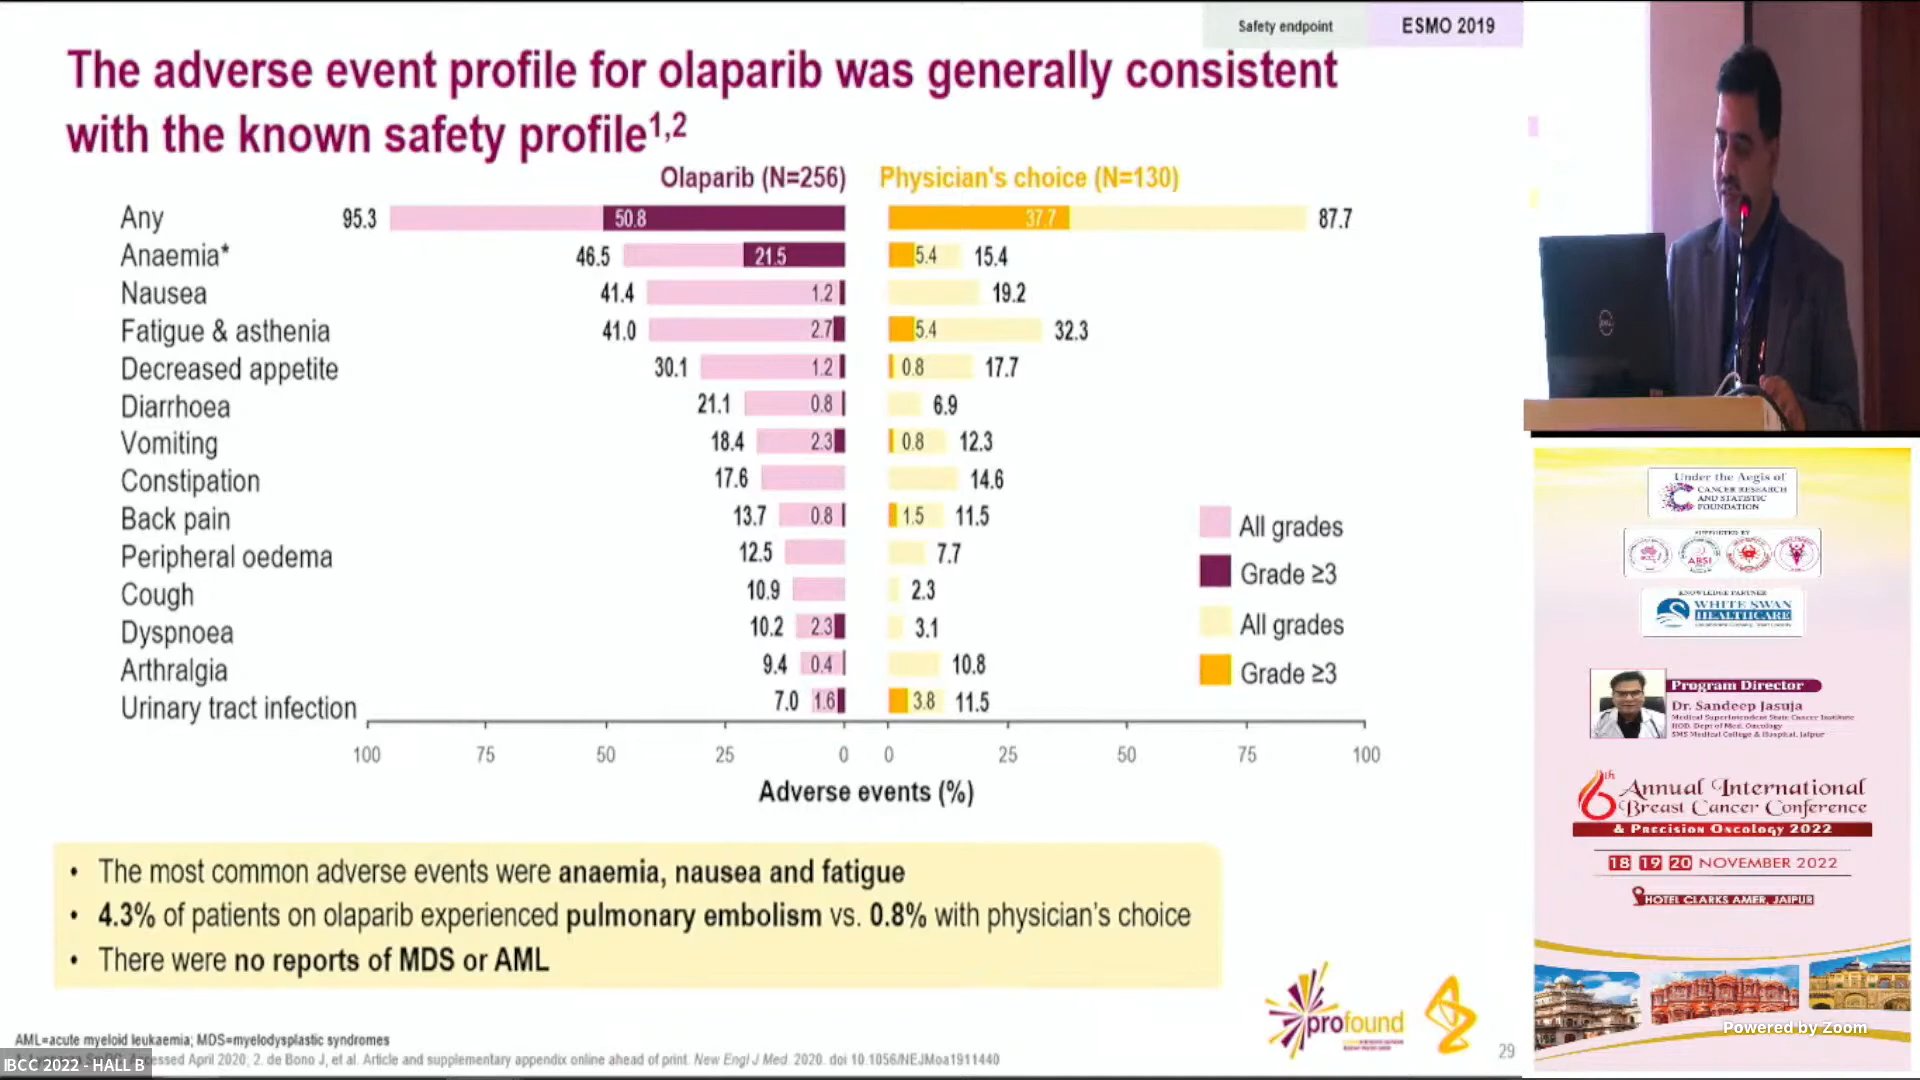 Safety endpoint
ESMO 2019
The adverse event profile for olaparib was generally consistent
with the known safety profile1,2
Olaparib (N=256) Physician's choice (N=130)
Any 95.3 50.8 37.7 87.7
Anaemia* 46.5 21.5 5.4 15.4
Nausea 41.4 1.2 19.2
Fatigue & asthenia 41.0 2.7 5.4 32.3
Decreased appetite 30.1 1.2 0.8 17.7
Diarrhoea 21.1 0.8 6.9
Vomiting 18.4 2.3 0.8 12.3
Constipation 17.6 14.6
Back pain 13.7 0.8 1.5 11.5
Peripheral oedema 12.5 7.7
Cough 10.9 2.3
Dyspnoea 10.2 2.3 3.1
Arthralgia 9.4 0.4 10.8
Urinary tract infection 7.0 1.6 3.8 11.5
All grades
Grade ≥3
All grades
Grade ≥3
100 75 50 25 0 0 25 50 75 100
Adverse events (%)
• The most common adverse events were anaemia, nausea and fatigue
• 4.3% of patients on olaparib experienced pulmonary embolism vs. 0.8% with physician's choice
• There were no reports of MDS or AML
profound
AML=acute myeloid leukaemia; MDS=myelodysplastic syndromes
accessed April 2020; 2. de Bono J, et al. Article and supplementary appendix online ahead of print. New Engl J Med. 2020. doi 10.1056/NEJMoa1911440
29
IBCC 2022 - HALL B
DELL
Under the Aegis of
CANCER RESEARCH
AND STATISTIC
FOUNDATION
SUPPORTED BY
ABSI
KNOWLEDGE PARTNER
WHITE SWAN
HEALTHCARE
Program Director
Dr. Sandeep Jasuja
Medical Superintendent State Cancer Institute
HOD, Dept of Med. Oncology
SMS Medical College & Hospital, Jaipur
6th Annual International
Breast Cancer Conference
& Precision Oncology 2022
18 19 20 NOVEMBER 2022
HOTEL CLARKS AMER, JAIPUR
Powered by Zoom